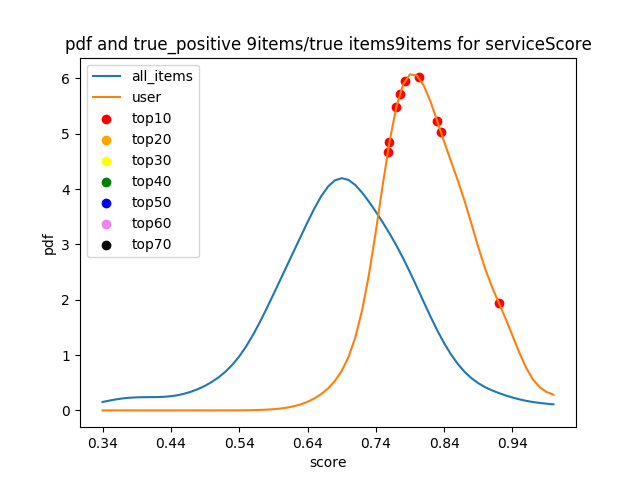 pdf and true_positive 9items/true items9items for serviceScore
all_items
user
top10
top20
top30
top40
top50
top60
top70
6
5
4
3
2
1
0
pdf
0.34 0.44 0.54 0.64 0.74 0.84 0.94
score